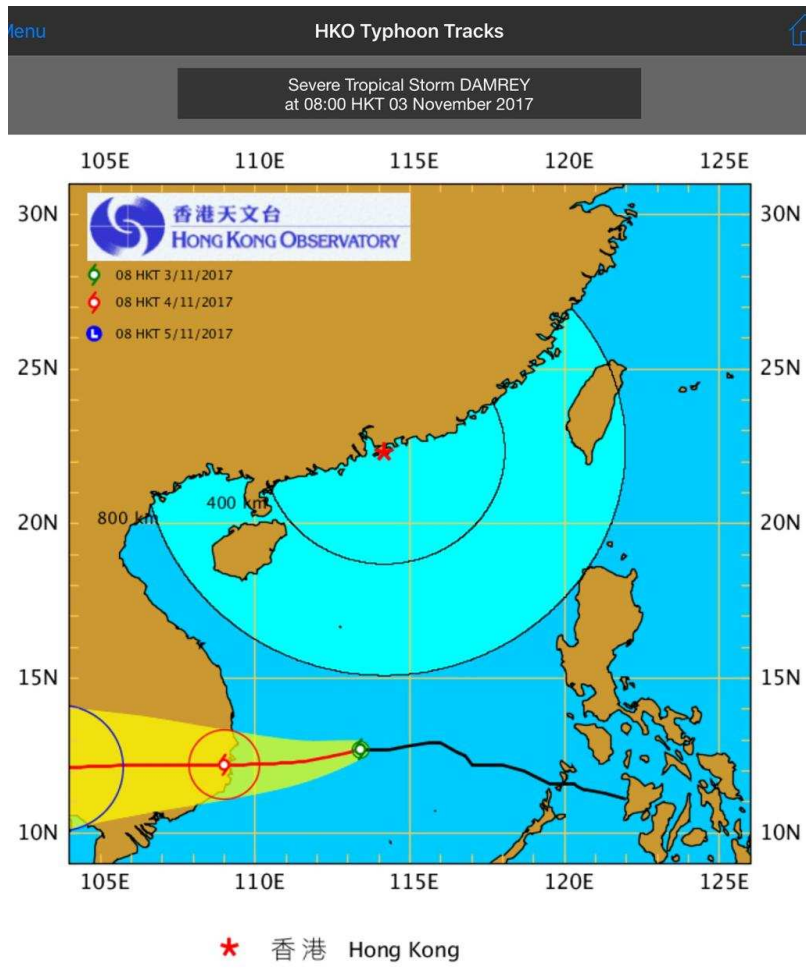 Menu
HKO Typhoon Tracks
Severe Tropical Storm DAMREY
at 08:00 HKT 03 November 2017
105E 110E 115E 120E 125E
30N 30N
香港天文台
HONG KONG OBSERVATORY
08 HKT 3/11/2017
08 HKT 4/11/2017
L 08 HKT 5/11/2017
25N 25N
400 km
800 km
20N 20N
15N 15N
10N 10N
105E 110E 115E 120E 125E
香港 Hong Kong